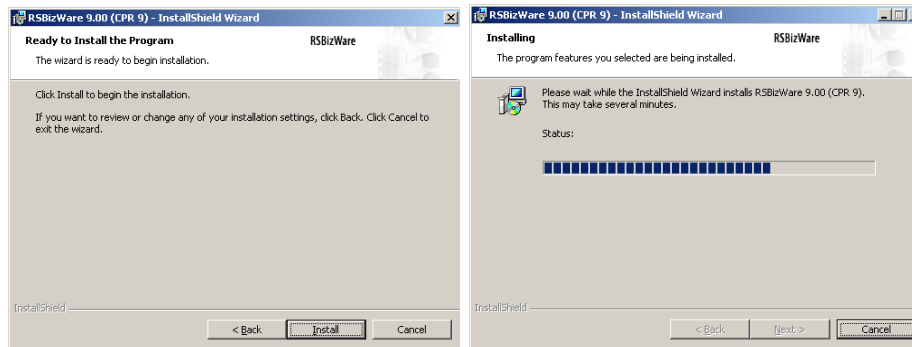 RSBizWare 9.00 (CPR 9) - InstallShield Wizard
Ready to Install the Program
RSBizWare
The wizard is ready to begin installation.
Click Install to begin the installation.
If you want to review or change any of your installation settings, click Back. Click Cancel to
exit the wizard.
InstallShield
< Back
Install
Cancel
RSBizWare 9.00 (CPR 9) - InstallShield Wizard
Installing
RSBizWare
The program features you selected are being installed.
Please wait while the InstallShield Wizard installs RSBizWare 9.00 (CPR 9).
This may take several minutes.
Status:
InstallShield
< Back
Next >
Cancel